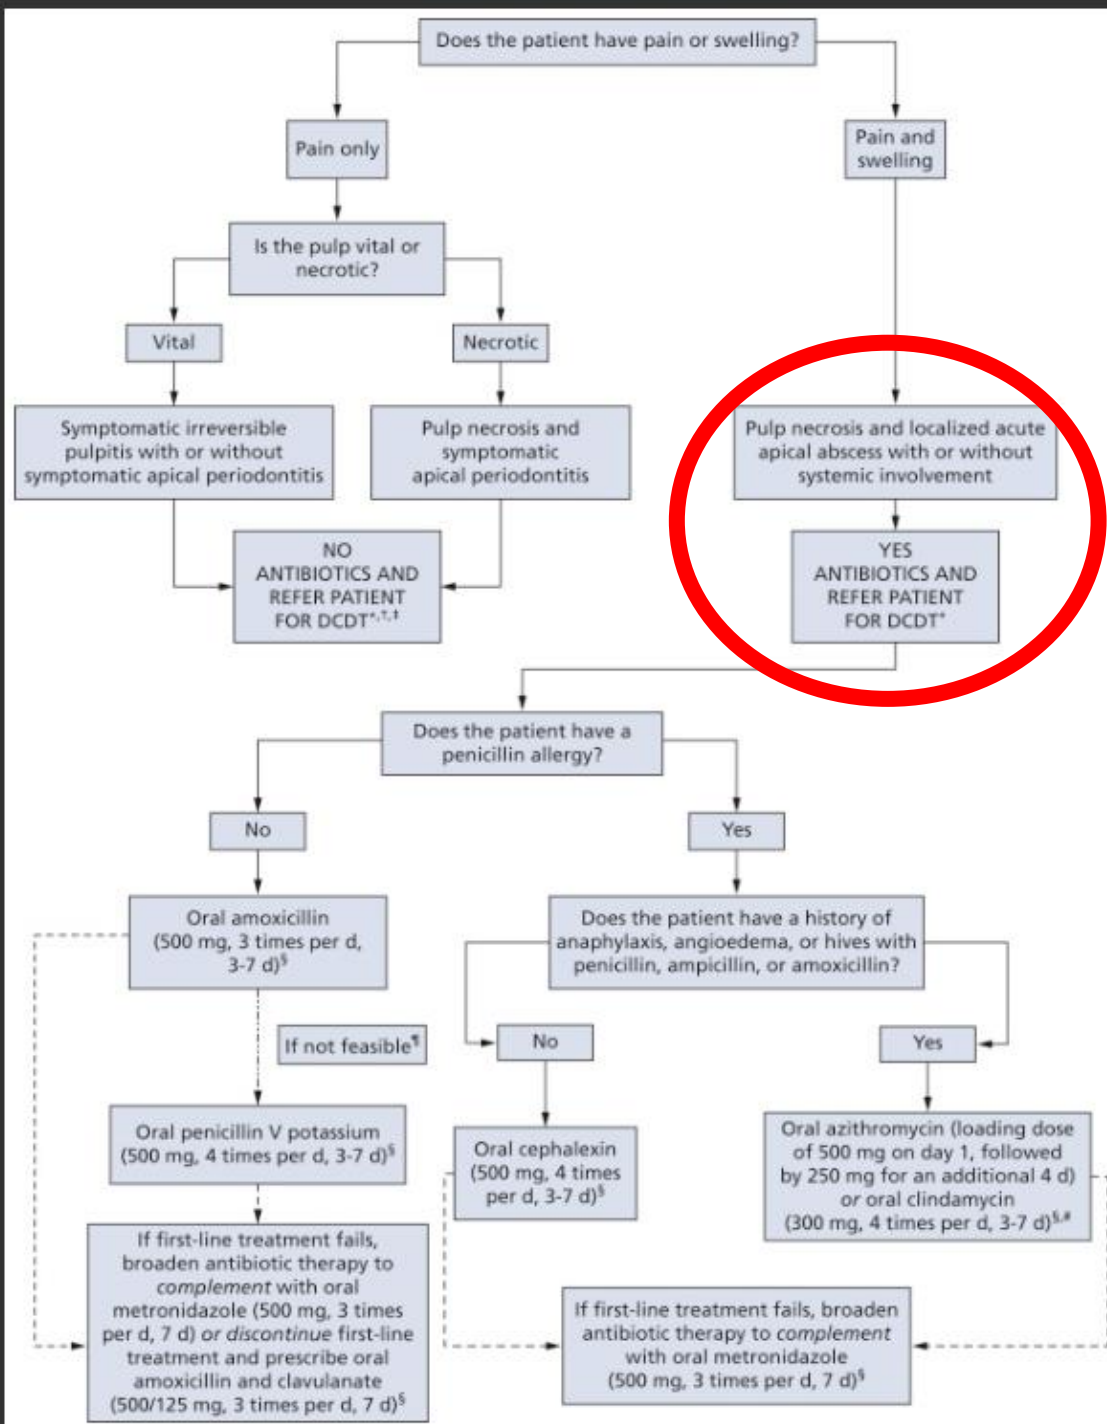 Does the patient have pain or swelling?
Pain only
Pain and
swelling
Is the pulp vital or
necrotic?
Vital
Necrotic
Symptomatic irreversible
pulpitis with or without
symptomatic apical periodontitis
Pulp necrosis and
symptomatic
apical periodontitis
Pulp necrosis and localized acute
apical abscess with or without
systemic involvement
NO
ANTIBIOTICS AND
REFER PATIENT
FOR DCDT*,†,‡
YES
ANTIBIOTICS AND
REFER PATIENT
FOR DCDT*
Does the patient have a
penicillin allergy?
No
Yes
Oral amoxicillin
(500 mg, 3 times per d,
3-7 d)§
Does the patient have a history of
anaphylaxis, angioedema, or hives with
penicillin, ampicillin, or amoxicillin?
If not feasible¶
No
Yes
Oral penicillin V potassium
(500 mg, 4 times per d, 3-7 d)§
Oral cephalexin
(500 mg, 4 times
per d, 3-7 d)§
Oral azithromycin (loading dose
of 500 mg on day 1, followed
by 250 mg for an additional 4 d)
or oral clindamycin
(300 mg, 4 times per d, 3-7 d)§,#
If first-line treatment fails,
broaden antibiotic therapy to
complement with oral
metronidazole (500 mg, 3 times
per d, 7 d) or discontinue first-line
treatment and prescribe oral
amoxicillin and clavulanate
(500/125 mg, 3 times per d, 7 d)§
If first-line treatment fails, broaden
antibiotic therapy to complement
with oral metronidazole
(500 mg, 3 times per d, 7 d)§